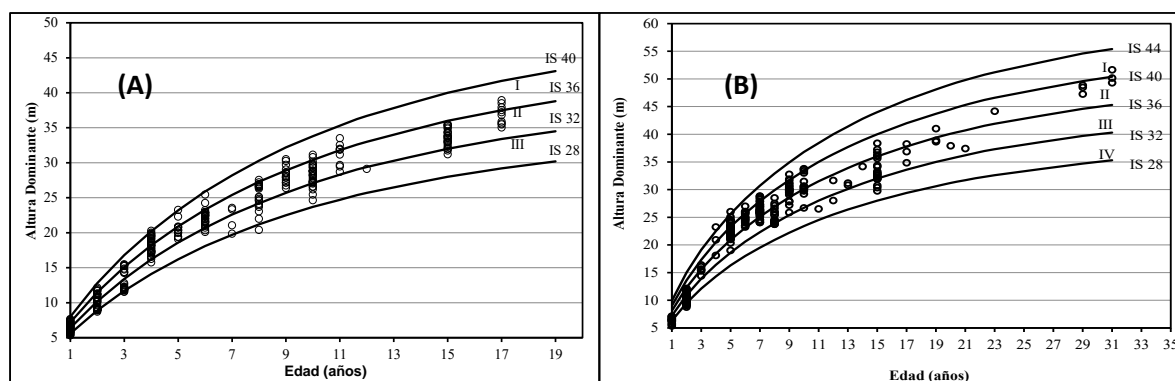 (A)
Altura Dominante (m)
50
45
40
35
30
25
20
15
10
5
IS 40
I
IS 36
II
IS 32
III
IS 28
1 3 5 7 9 11 13 15 17 19
Edad (años)
(B)
Altura Dominante (m)
60
55
50
45
40
35
30
25
20
15
10
5
IS 44
I
IS 40
II
IS 36
III
IS 32
IV
IS 28
1 3 5 7 9 11 13 15 17 19 21 23 25 27 29 31 33 35
Edad (años)